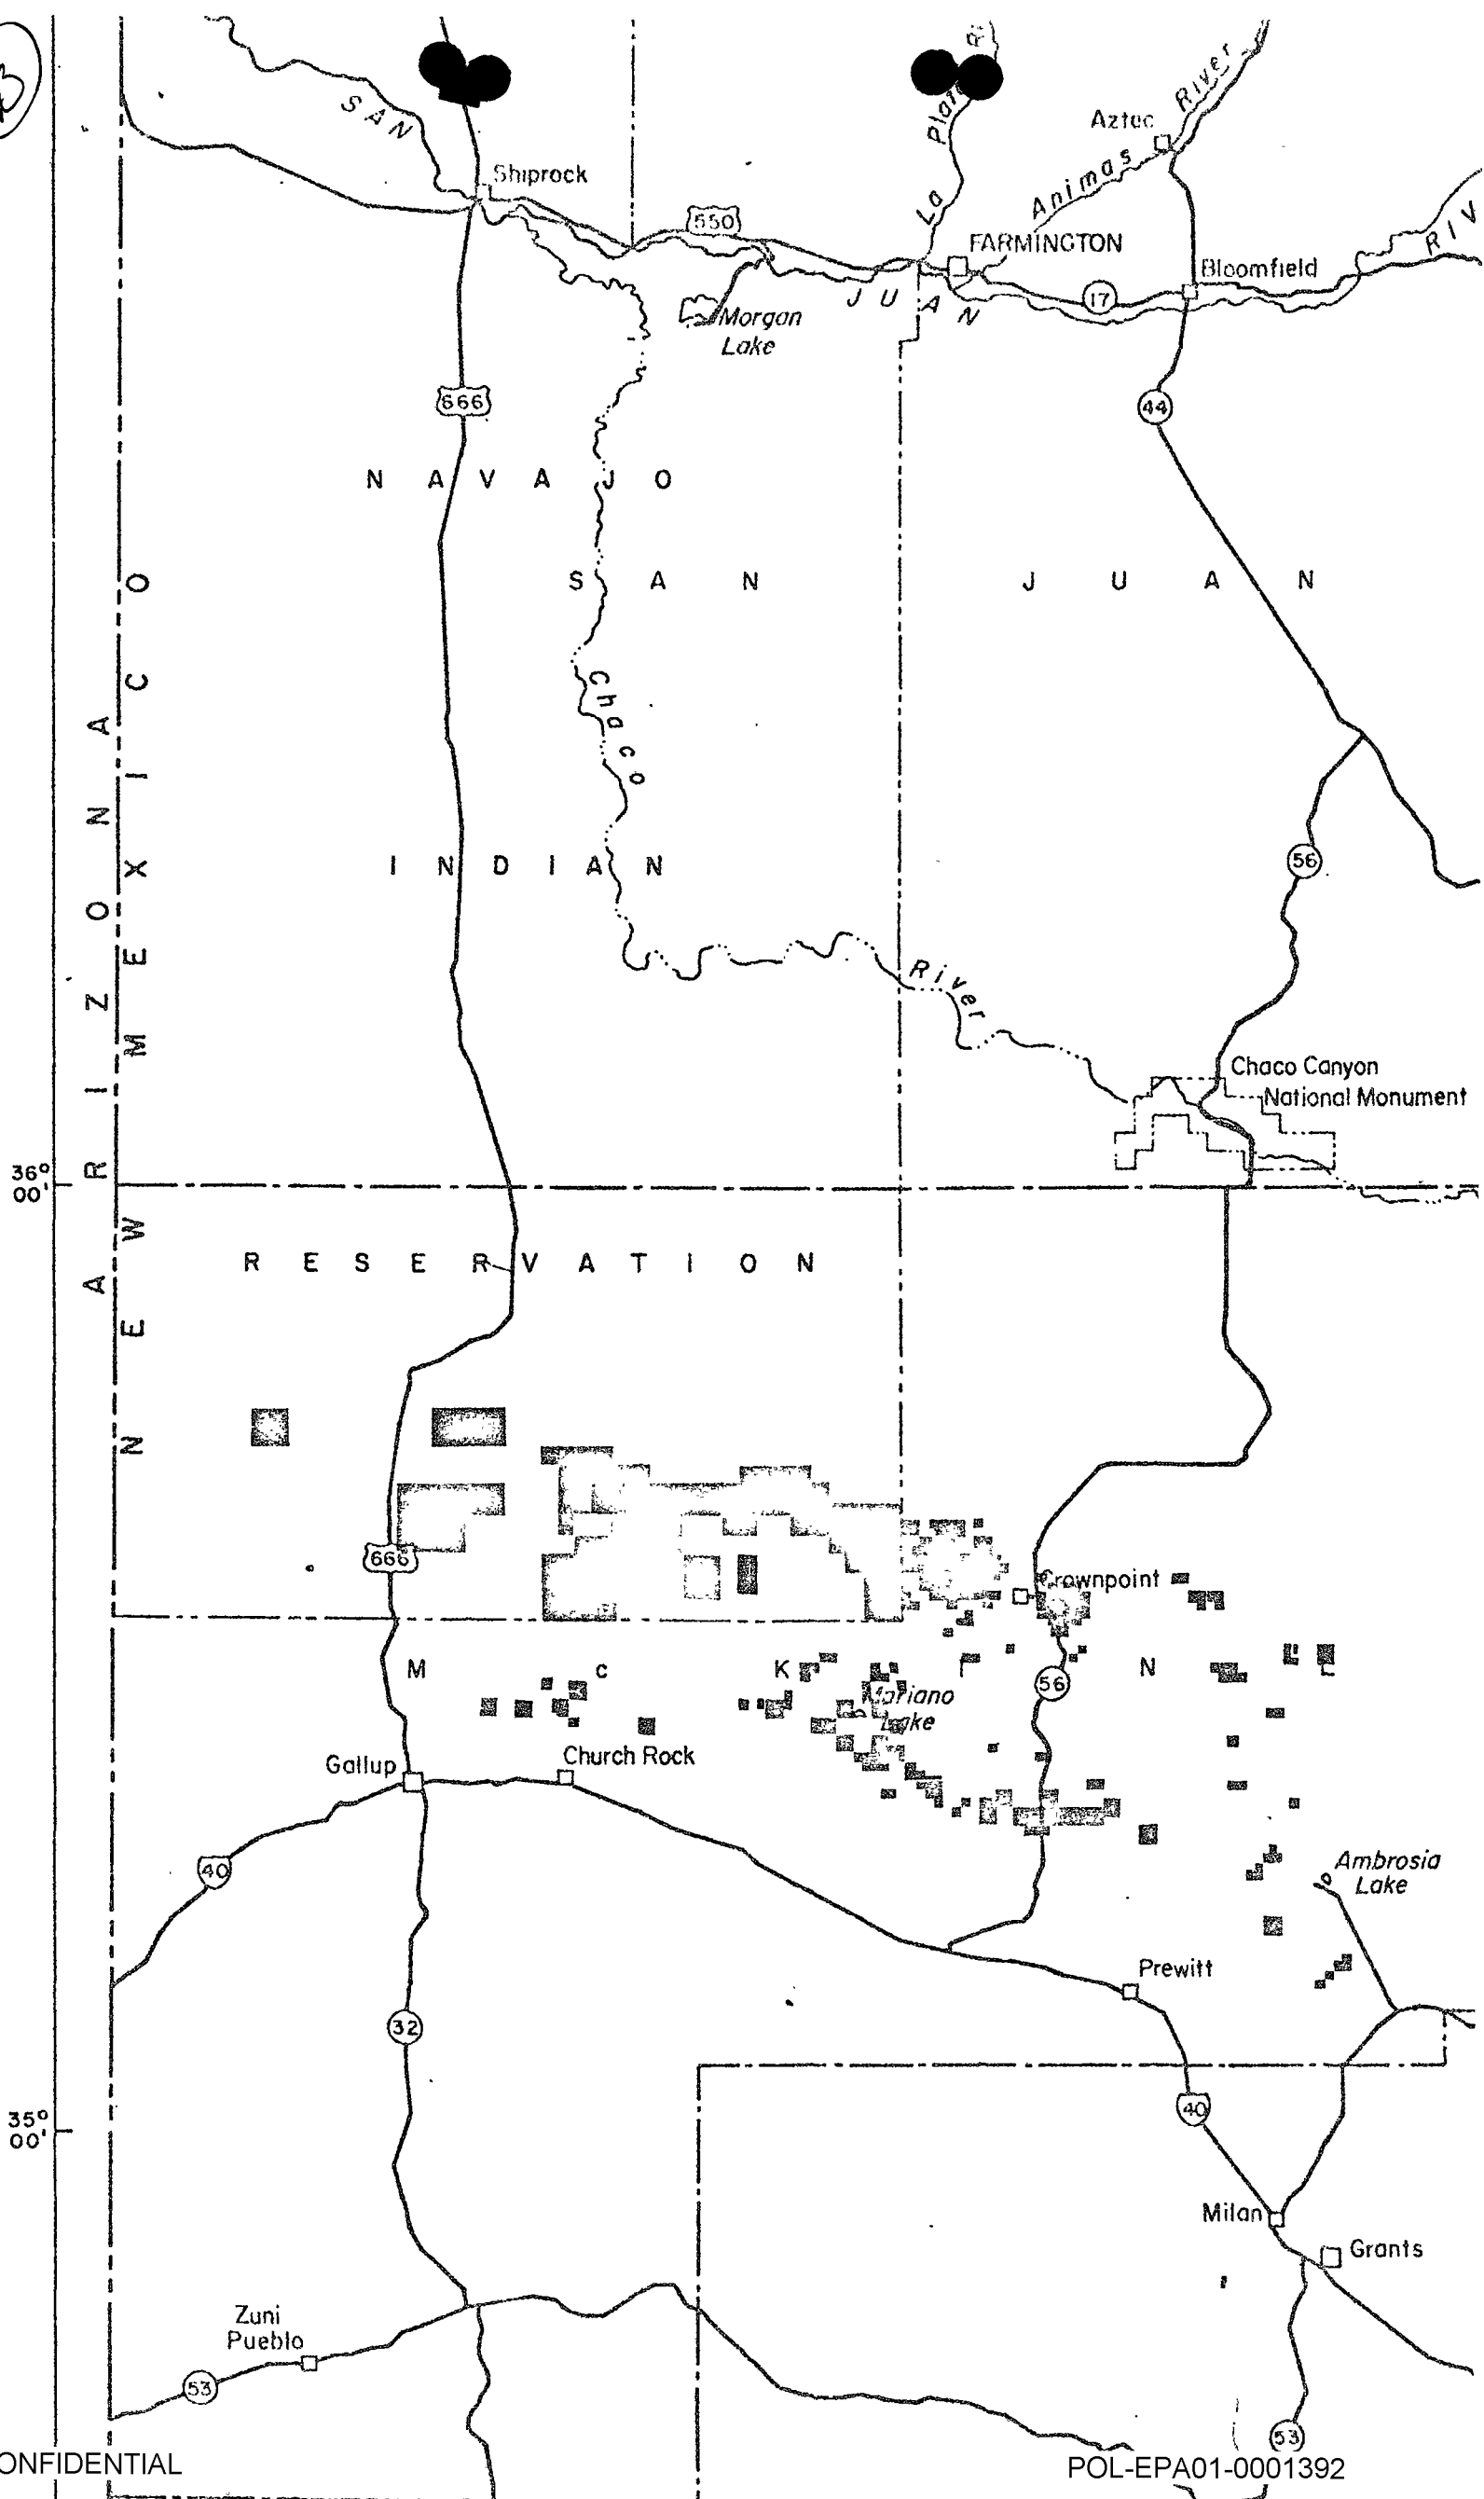 SAN
La Plata
River
Aztec
Shiprock
Animas
550
FARMINGTON
Bloomfield
RIV
JUAN
17
Morgan
Lake
666
44
NAVAJO
SAN JUAN
Chaco
ARIZONA
NEW MEXICO
56
INDIAN
River
Chaco Canyon
National Monument
36°
00'
RESERVATION
666
Crownpoint
Mc K N
56
Mariano
Lake
Gallup
Church Rock
40
Ambrosia
Lake
Prewitt
32
35°
00'
40
Milan
Grants
Zuni
Pueblo
53
53
ONFIDENTIAL
POL-EPA01-0001392